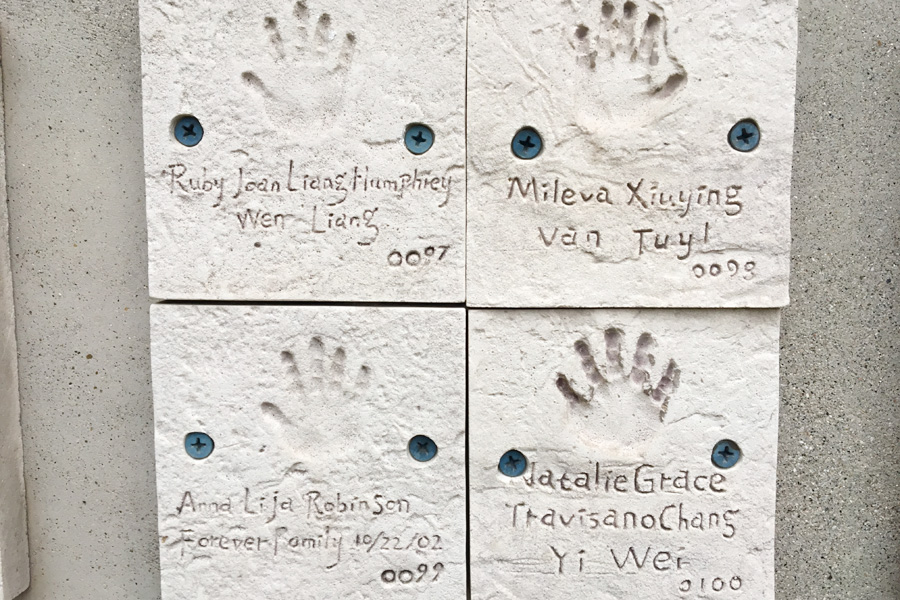 Ruby Joan Liang Humphrey
Wen Liang
0097
Mileva Xiuying
Van Tuyl
0098
Anna Lija Robinson
Forever Family 10/22/02
0099
Natalie Grace
Travisano Chang
Yi Wei
0100